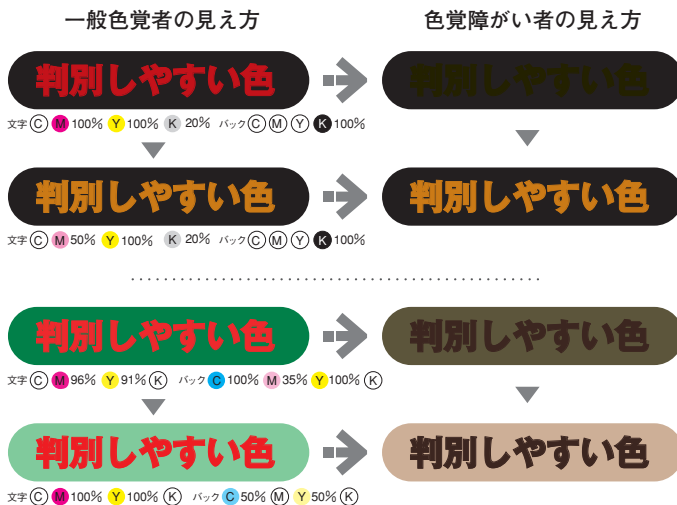 一般色覚者の見え方 色覚障がい者の見え方
判別しやすい色 判別しやすい色
文字 C M 100% Y 100% K 20% バック C M Y K 100%
判別しやすい色 判別しやすい色
文字 C M 50% Y 100% K 20% バック C M Y K 100%
判別しやすい色 判別しやすい色
文字 C M 96% Y 91% K バック C 100% M 35% Y 100% K
判別しやすい色 判別しやすい色
文字 C M 100% Y 100% K バック C 50% M Y 50% K